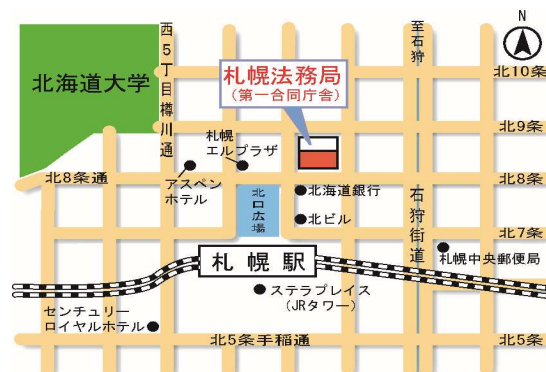 N
至石狩
西5丁目樽川通
札幌法務局
(第一合同庁舎)
北10条
北海道大学
北9条
札幌
エルプラザ
北8条通
アスペン
ホテル
北8条
北海道銀行
北口広場
北ビル
石狩街道
北7条
札幌駅
札幌中央郵便局
ステラプレイス
(JRタワー)
センチュリー
ロイヤルホテル
北5条手稲通
北5条